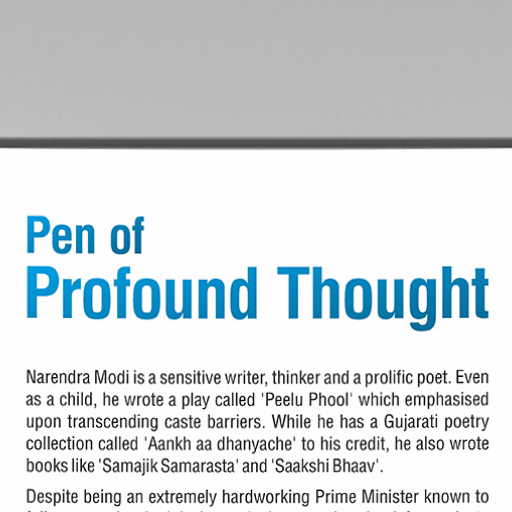 Pen of
Profound Thought
Narendra Modi is a sensitive writer, thinker and a prolific poet. Even
as a child, he wrote a play called 'Peelu Phool' which emphasised
upon transcending caste barriers. While he has a Gujarati poetry
collection called 'Aankh aa dhanyache' to his credit, he also wrote
books like 'Samajik Samarasta' and 'Saakshi Bhaav'.
Despite being an extremely hardworking Prime Minister known to